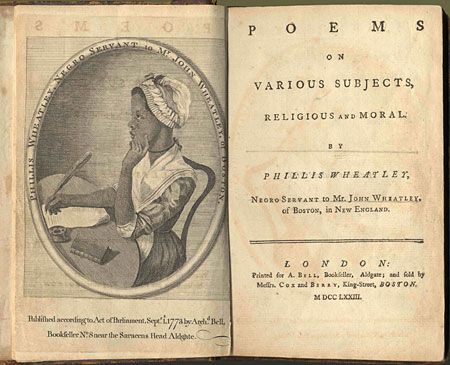 PHILLIS WHEATLEY, NEGRO SERVANT TO MR. JOHN WHEATLEY, OF BOSTON.
Published according to Act of Parliament, Sept.r 1, 1773 by Arch.d Bell,
Bookseller No. 8 near the Saracens Head Aldgate.
POEMS
ON
VARIOUS SUBJECTS,
RELIGIOUS AND MORAL.
BY
PHILLIS WHEATLEY,
NEGRO SERVANT to Mr. JOHN WHEATLEY,
of BOSTON, in NEW ENGLAND.
LONDON:
Printed for A. BELL, Bookseller, Aldgate; and sold by
Messrs. COX and BERRY, King-Street, BOSTON.
M DCC LXXIII.